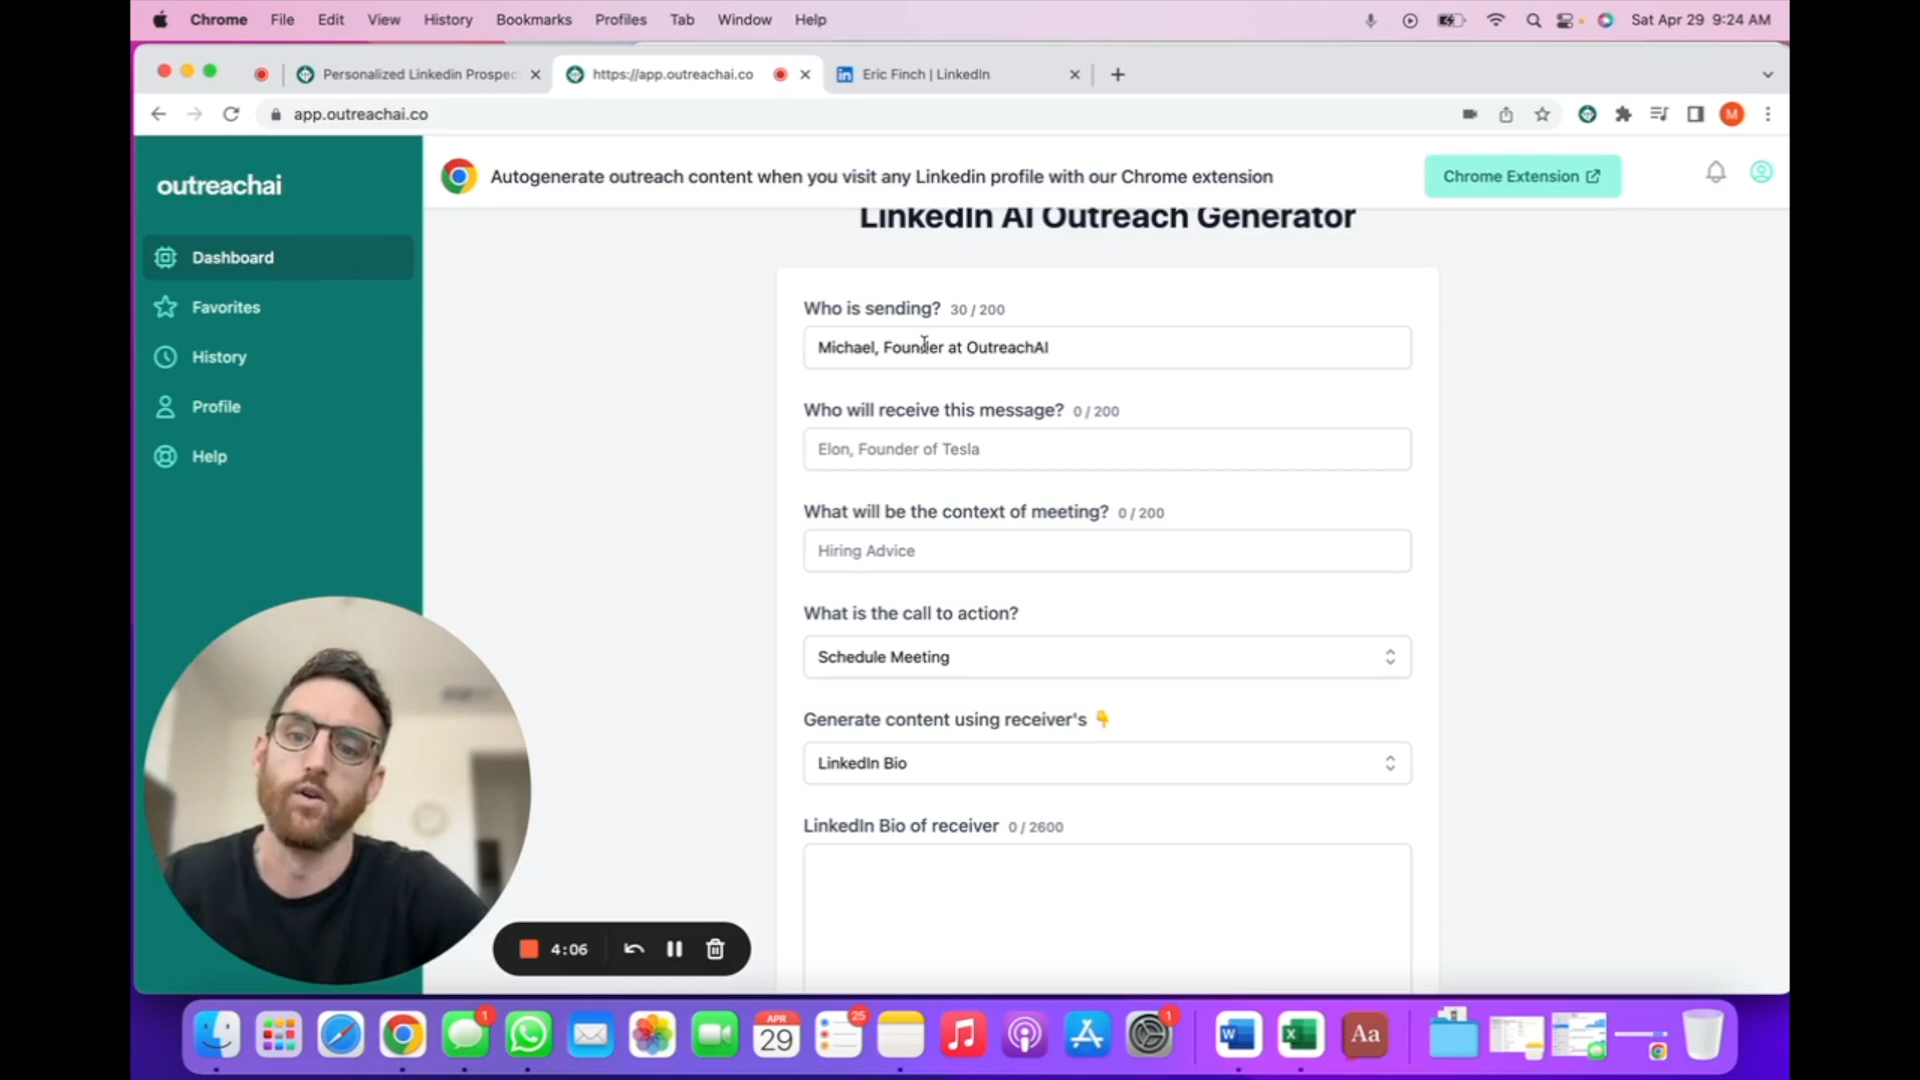 Chrome File Edit View History Bookmarks Profiles Tab Window Help
Sat Apr 29 9:24 AM
Personalized Linkedin Prospec
https://app.outreachai.co
Eric Finch | LinkedIn
app.outreachai.co
M
outreachai
Autogenerate outreach content when you visit any Linkedin profile with our Chrome extension
Chrome Extension
Dashboard
Favorites
History
Profile
Help
LinkedIn AI Outreach Generator
Who is sending? 30 / 200
Michael, Founder at OutreachAI
Who will receive this message? 0 / 200
Elon, Founder of Tesla
What will be the context of meeting? 0 / 200
Hiring Advice
What is the call to action?
Schedule Meeting
Generate content using receiver's 👇
LinkedIn Bio
LinkedIn Bio of receiver 0 / 2600
4:06
1
APR
29
25
1
W
X
Aa